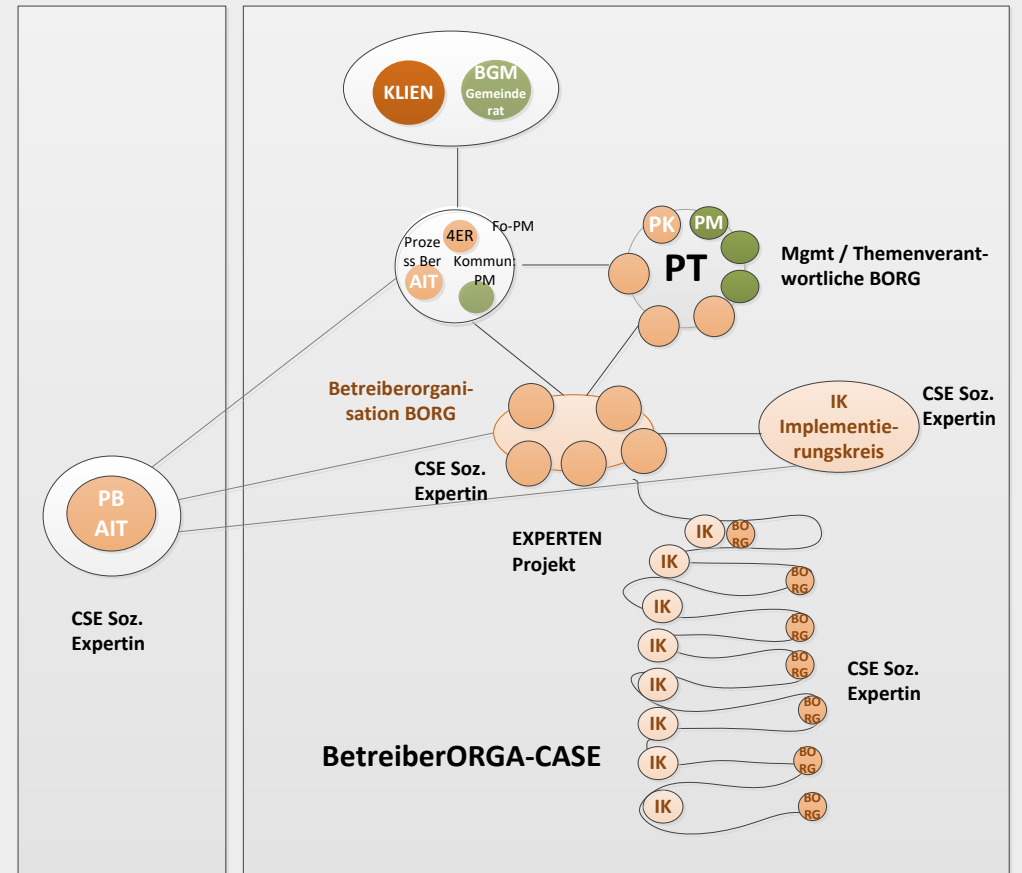 KLIEN
BGM
Gemeinde
rat
Fo-PM
4ER
Proze
ss Ber
Kommun:
PM
AIT
PK
PM
PT
Mgmt / Themenverant-
wortliche BORG
Betreiberorgani-
sation BORG
CSE Soz.
Expertin
IK
Implementie-
rungskreis
CSE Soz.
Expertin
PB
AIT
CSE Soz.
Expertin
EXPERTEN
Projekt
IK
BO
RG
IK
BO
RG
IK
BO
RG
IK
BO
RG
IK
BO
RG
IK
BO
RG
IK
BO
RG
IK
CSE Soz.
Expertin
BetreiberORGA-CASE